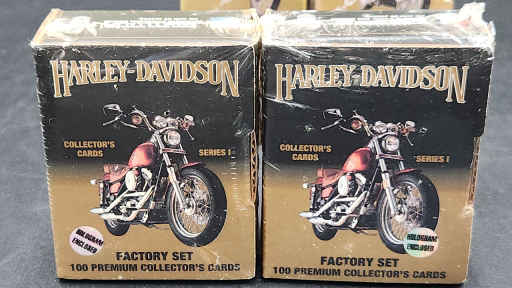 HARLEY-DAVIDSON
COLLECTOR'S
CARDS
SERIES I
HOLOGRAM
ENCLOSED
FACTORY SET
100 PREMIUM COLLECTOR'S CARDS
HARLEY-DAVIDSON
COLLECTOR'S
CARDS
SERIES I
HOLOGRAM
ENCLOSED
FACTORY SET
100 PREMIUM COLLECTOR'S CARDS